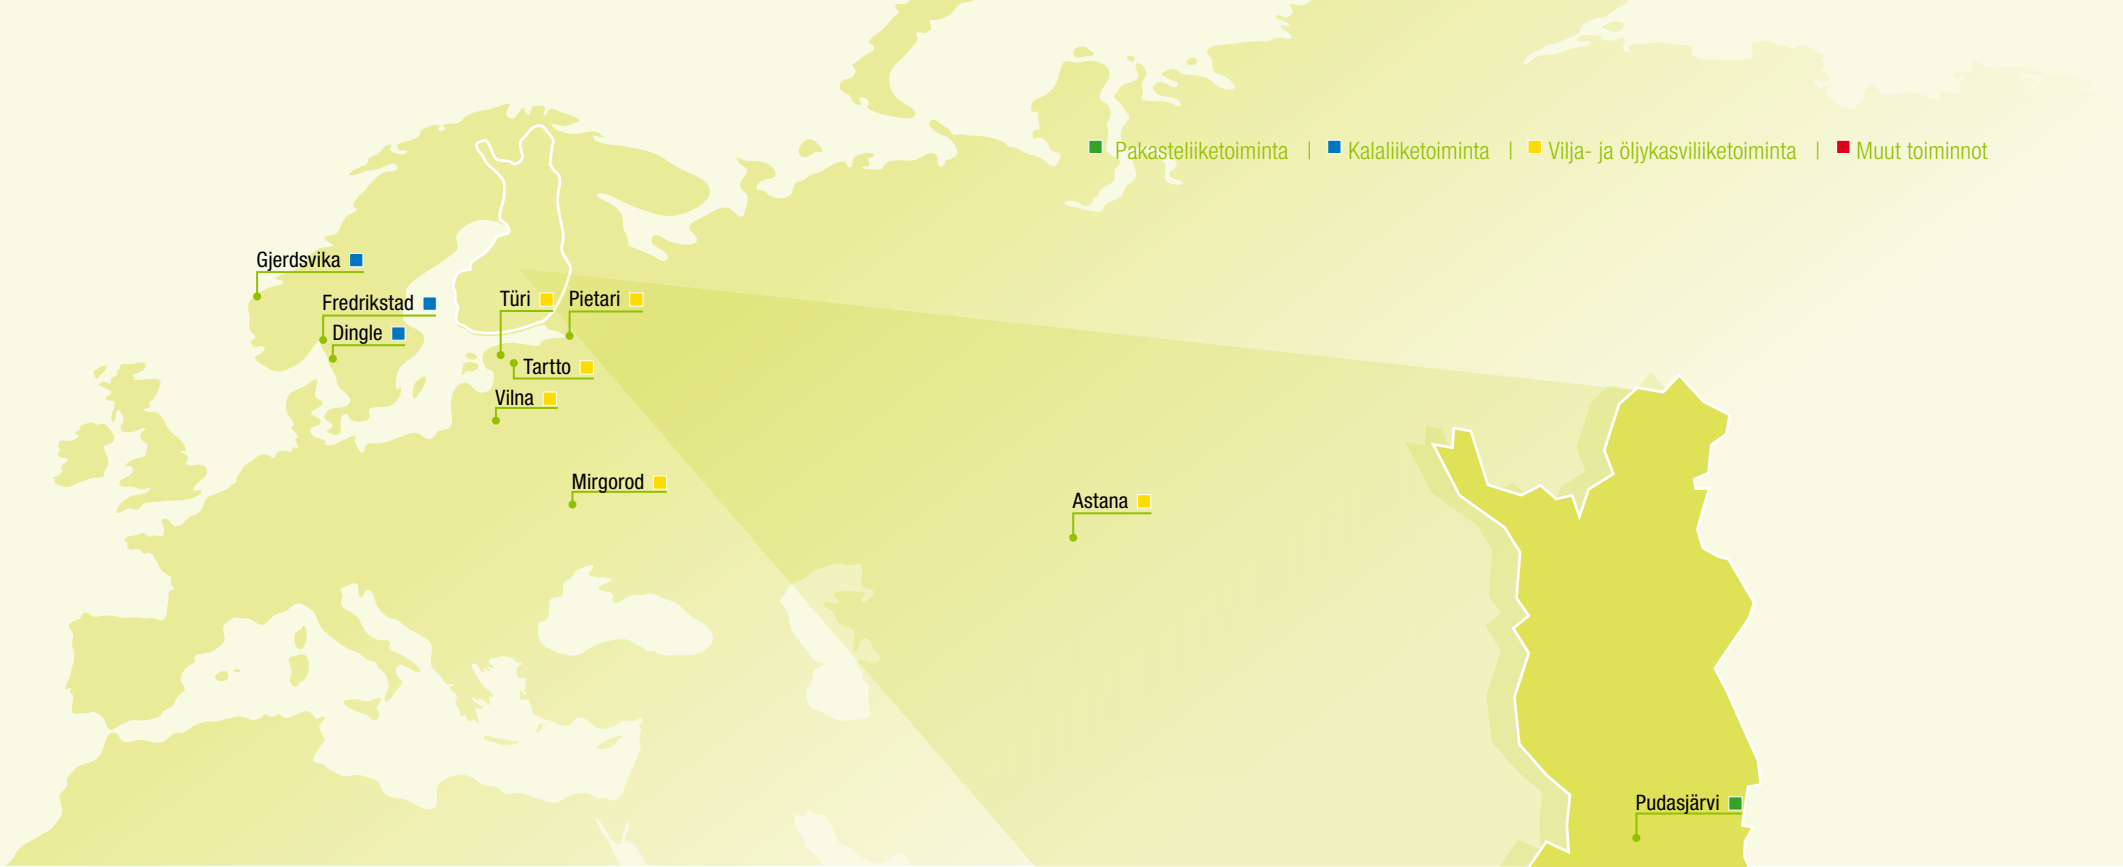 Pakasteliiketoiminta | Kalaliiketoiminta | Vilja- ja öljykasviliiketoiminta | Muut toiminnot
Gjerdsvika
Fredrikstad
Dingle
Türi
Pietari
Tartto
Vilna
Mirgorod
Astana
Pudasjärvi